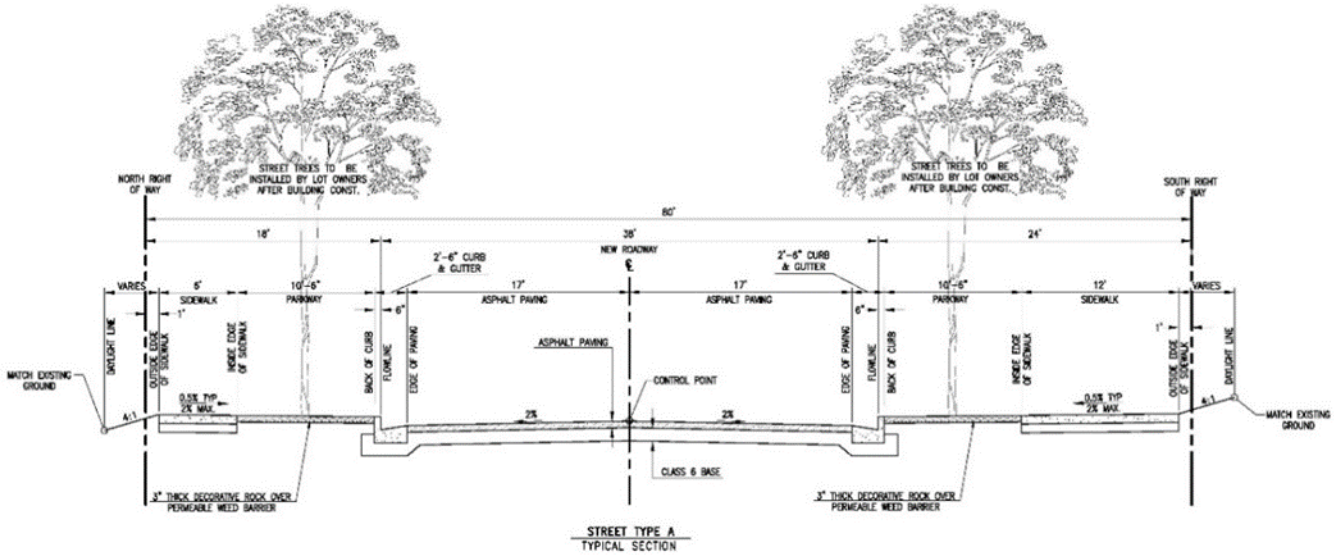 STREET TREES TO BE
INSTALLED BY LOT OWNERS
AFTER BUILDING CONST.
STREET TREES TO BE
INSTALLED BY LOT OWNERS
AFTER BUILDING CONST.
NORTH RIGHT
OF WAY
SOUTH RIGHT
OF WAY
80'
18'
38'
24'
NEW ROADWAY
℄
2'-6" CURB
& GUTTER
2'-6" CURB
& GUTTER
VARIES
SIDEWALK
10'-6"
PARKWAY
6"
17'
ASPHALT PAVING
17'
ASPHALT PAVING
6"
10'-6"
PARKWAY
12'
SIDEWALK
VARIES
1'
1'
DAYLIGHT LINE
OUTSIDE EDGE
OF SIDEWALK
INSIDE EDGE
OF SIDEWALK
BACK OF CURB
FLOWLINE
EDGE OF PAVING
EDGE OF PAVING
FLOWLINE
BACK OF CURB
INSIDE EDGE
OF SIDEWALK
OUTSIDE EDGE
OF SIDEWALK
DAYLIGHT LINE
ASPHALT PAVING
CONTROL POINT
MATCH EXISTING
GROUND
4:1
0.5% TYP
2% MAX.
2%
2%
0.5% TYP
2% MAX.
4:1
MATCH EXISTING
GROUND
CLASS 6 BASE
3" THICK DECORATIVE ROCK OVER
PERMEABLE WEED BARRIER
3" THICK DECORATIVE ROCK OVER
PERMEABLE WEED BARRIER
STREET TYPE A
TYPICAL SECTION